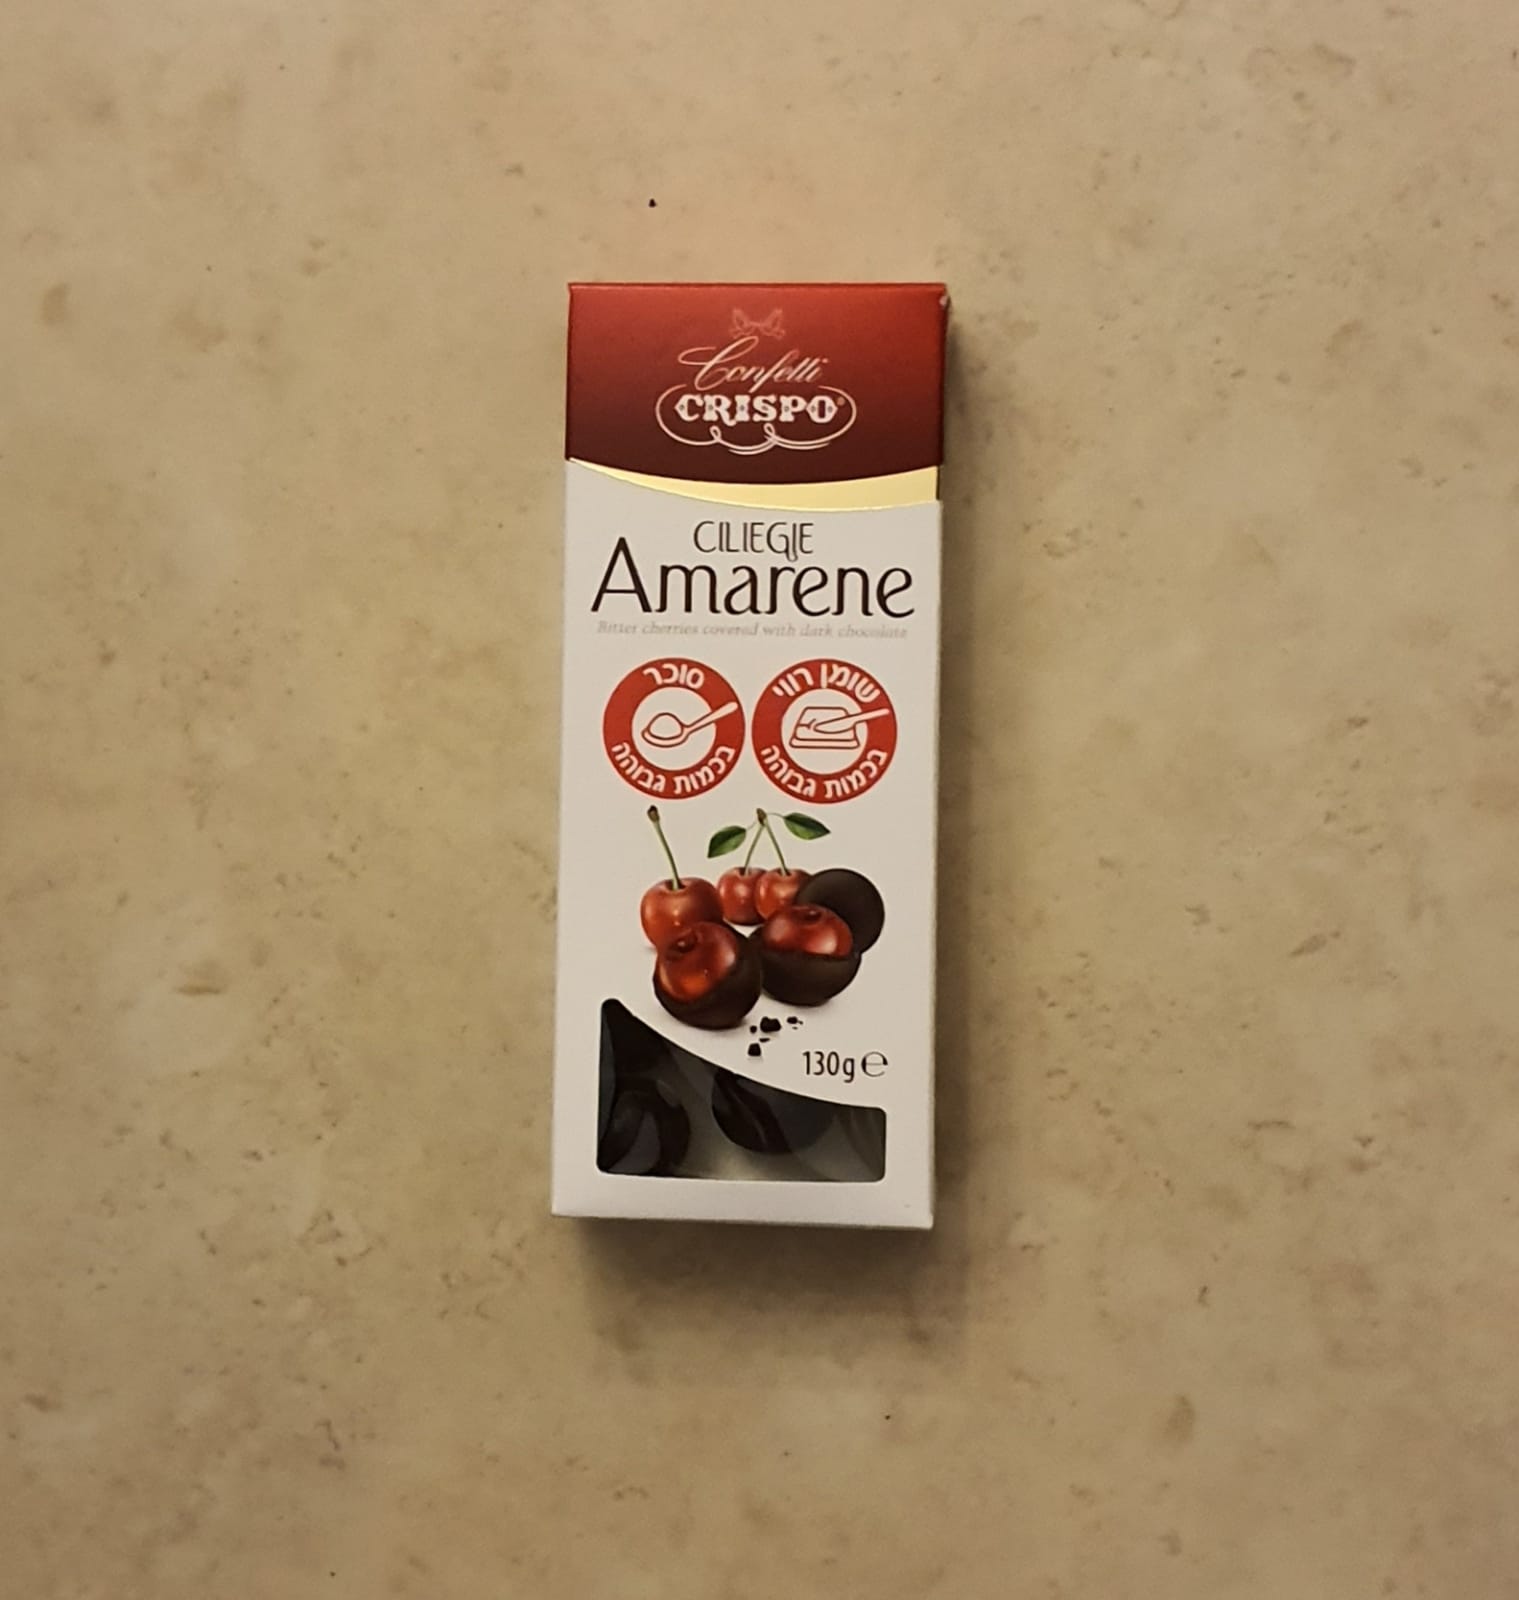 Confetti
CRISPO®
CILIEGIE
Amarene
Bitter cherries covered with dark chocolate
סוכר
בכמות גבוהה
שומן רווי
בכמות גבוהה
130g℮